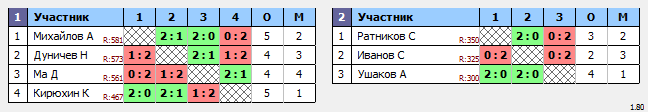 1 Участник 1 2 3 4 О М
1 Михайлов А R:581 2:1 2:0 0:2 5 2
2 Дуничев Н R:573 1:2 2:1 1:2 4 3
3 Ма Д R:561 0:2 1:2 2:1 4 4
4 Кирюхин К R:467 2:0 2:1 1:2 5 1
2 Участник 1 2 3 О М
1 Ратников С R:350 2:0 0:2 3 2
2 Иванов С R:325 0:2 0:2 2 3
3 Ушаков А R:300 2:0 2:0 4 1
1.80